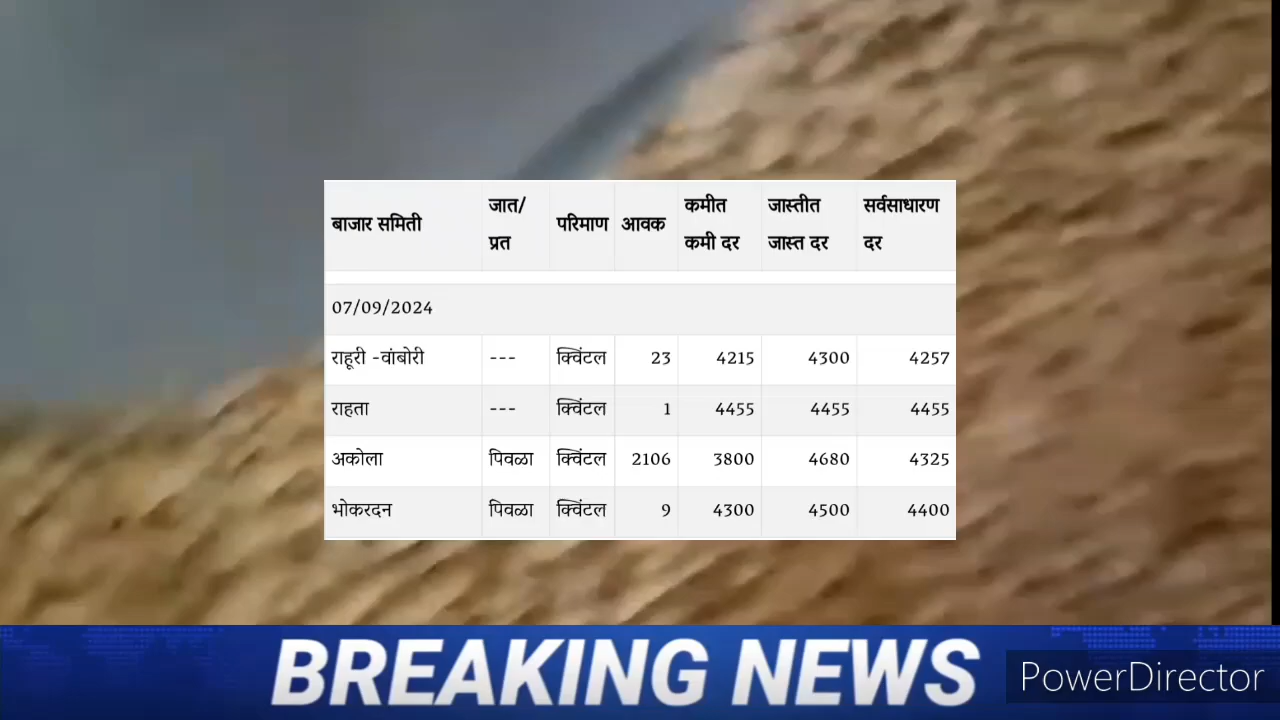 बाजार समिती जात/ प्रत परिमाण आवक कमीत कमी दर जास्तीत जास्त दर सर्वसाधारण दर
07/09/2024
राहूरी -वांबोरी --- क्विंटल 23 4215 4300 4257
राहता --- क्विंटल 1 4455 4455 4455
अकोला पिवळा क्विंटल 2106 3800 4680 4325
भोकरदन पिवळा क्विंटल 9 4300 4500 4400
BREAKING NEWS
PowerDirector